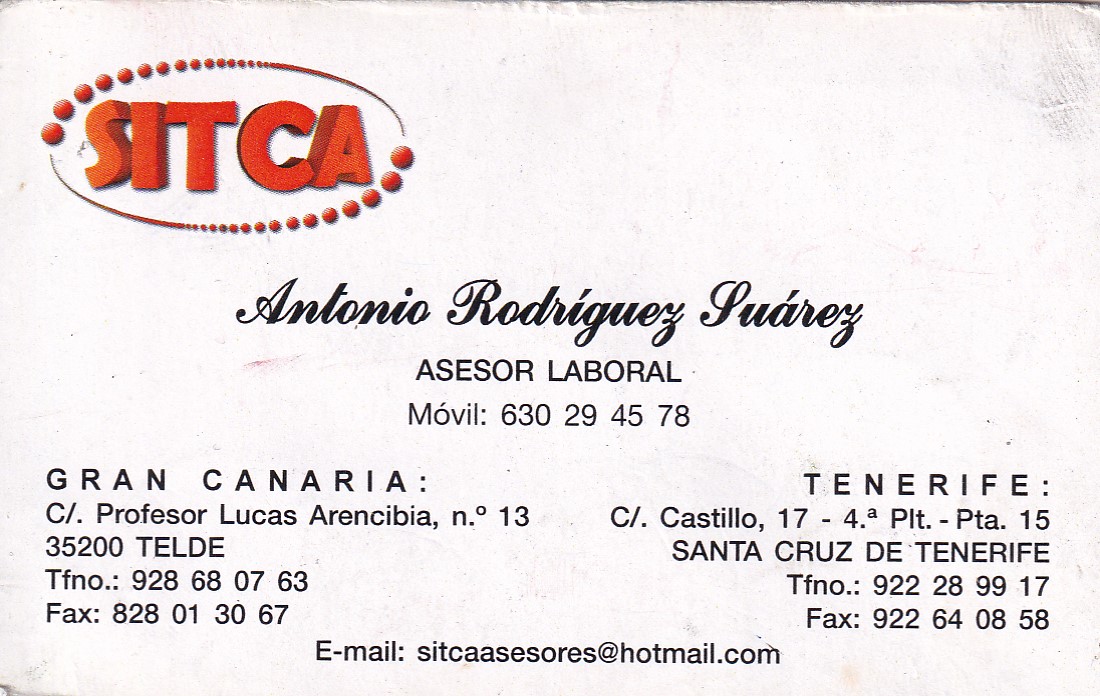 SITCA
Antonio Rodríguez Suárez
ASESOR LABORAL
Móvil: 630 29 45 78
GRAN CANARIA:
C/. Profesor Lucas Arencibia, n.º 13
35200 TELDE
Tfno.: 928 68 07 63
Fax: 828 01 30 67
TENERIFE:
C/. Castillo, 17 - 4.ª Plt. - Pta. 15
SANTA CRUZ DE TENERIFE
Tfno.: 922 28 99 17
Fax: 922 64 08 58
E-mail: sitcaasesores@hotmail.com